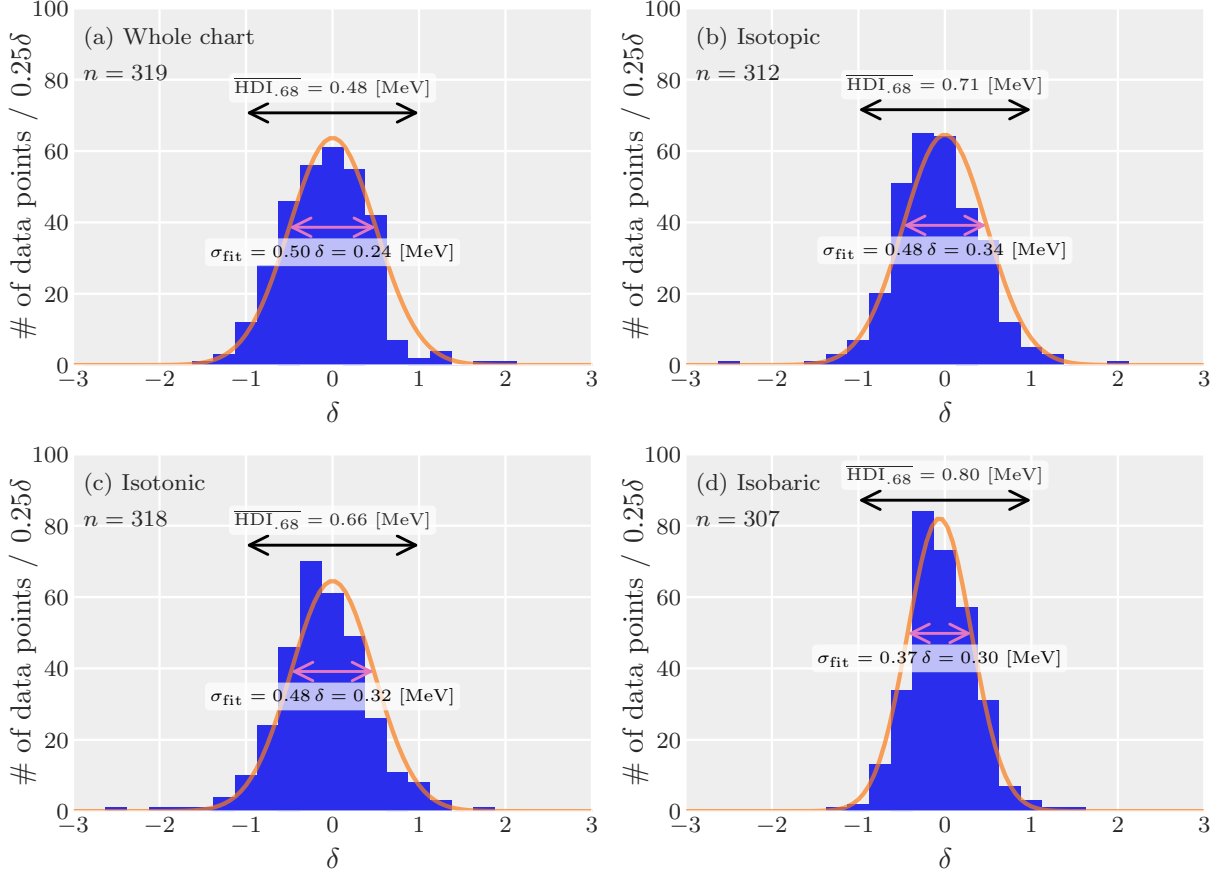 (a) Whole chart
n = 319
HDI.68 = 0.48 [MeV]
σfit = 0.50 δ = 0.24 [MeV]
# of data points / 0.25δ
0
20
40
60
80
100
−3
−2
−1
0
1
2
3
δ
(b) Isotopic
n = 312
HDI.68 = 0.71 [MeV]
σfit = 0.48 δ = 0.34 [MeV]
# of data points / 0.25δ
0
20
40
60
80
100
−3
−2
−1
0
1
2
3
δ
(c) Isotonic
n = 318
HDI.68 = 0.66 [MeV]
σfit = 0.48 δ = 0.32 [MeV]
# of data points / 0.25δ
0
20
40
60
80
100
−3
−2
−1
0
1
2
3
δ
(d) Isobaric
n = 307
HDI.68 = 0.80 [MeV]
σfit = 0.37 δ = 0.30 [MeV]
# of data points / 0.25δ
0
20
40
60
80
100
−3
−2
−1
0
1
2
3
δ